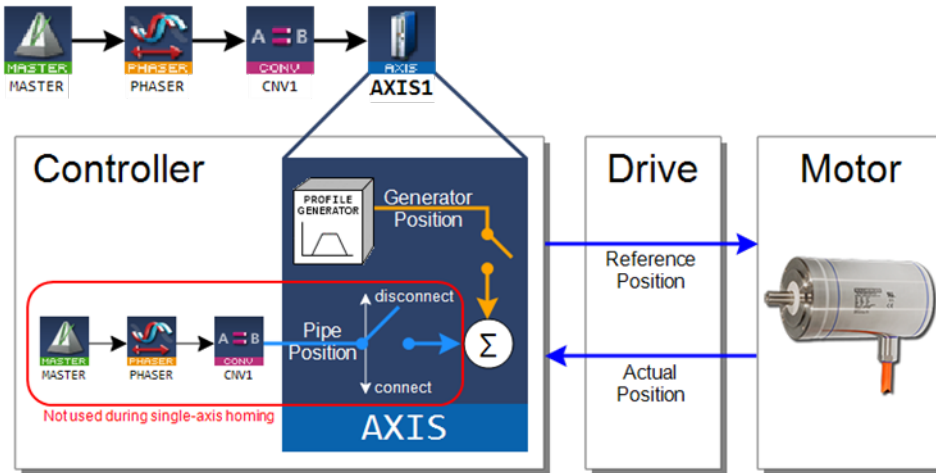 MASTER
MASTER
PHASER
PHASER
A B
CONV
CNV1
AXIS
AXIS1
Controller
Drive
Motor
PROFILE
GENERATOR
Generator
Position
Reference
Position
disconnect
Pipe
Position
connect
Σ
MASTER
MASTER
PHASER
PHASER
A B
CONV
CNV1
Not used during single-axis homing
AXIS
Actual
Position